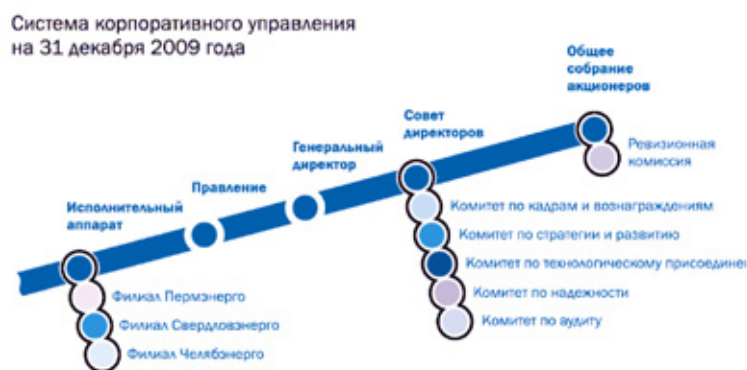 Система корпоративного управления
на 31 декабря 2009 года
Общее
собрание
акционеров
Ревизионная
комиссия
Совет
директоров
Комитет по кадрам и вознаграждениям
Комитет по стратегии и развитию
Комитет по технологическому
Комитет по надежности
Комитет по аудиту
Генеральный
директор
Правление
Исполнительный
аппарат
Филиал Пермэнерго
Филиал Свердловэнерго
Филиал Челябэнерго